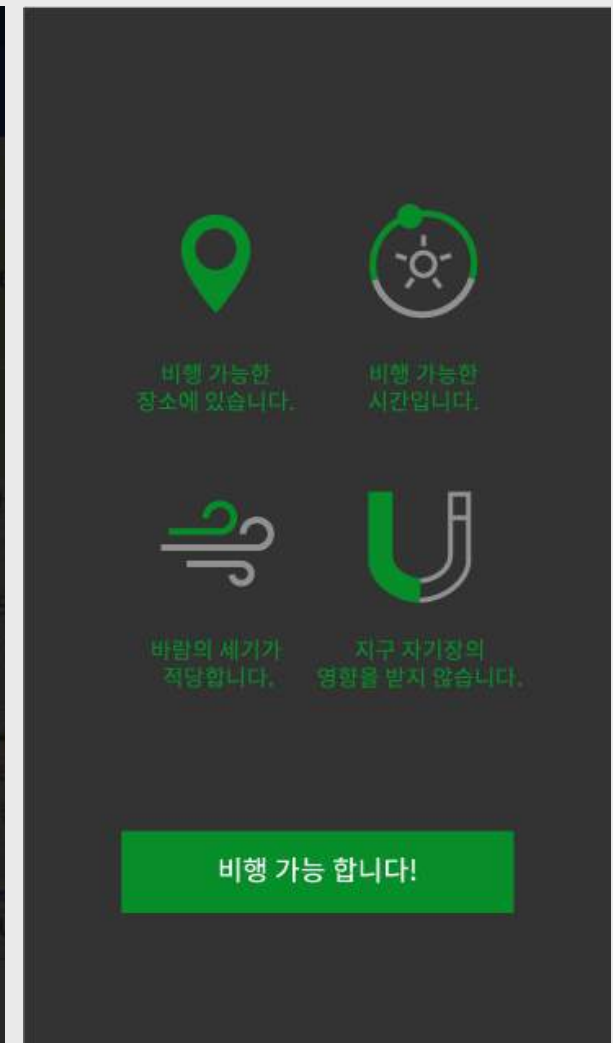 비행 가능한
장소에 있습니다.
비행 가능한
시간입니다.
바람의 세기가
적당합니다.
지구 자기장의
영향을 받지 않습니다.
비행 가능 합니다!